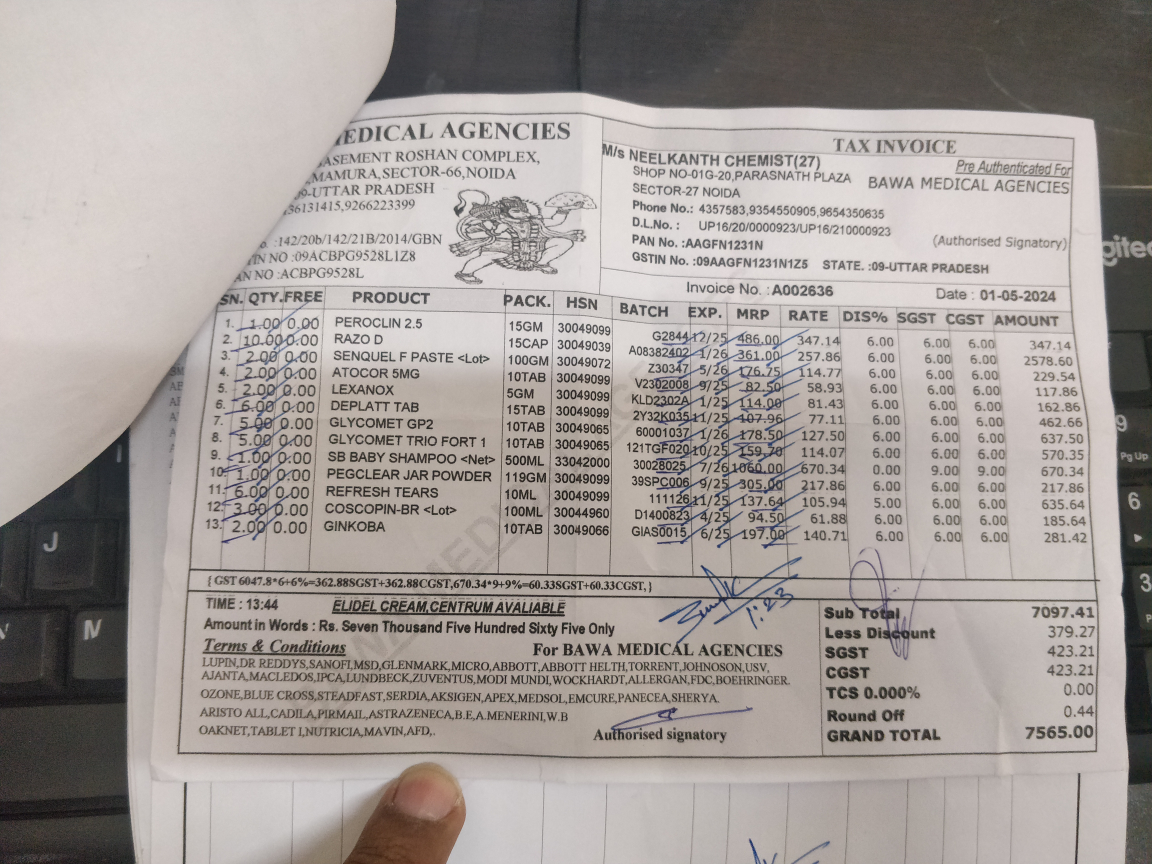 MEDICAL AGENCIES
BASEMENT ROSHAN COMPLEX,
MAMURA,SECTOR-66,NOIDA
-UTTAR PRADESH
36131415,9266223399
.:142/20b/142/21B/2014/GBN
TIN NO :09ACBPG9528L1Z8
AN NO :ACBPG9528L
TAX INVOICE
M/s NEELKANTH CHEMIST(27)
SHOP NO-01G-20,PARASNATH PLAZA
SECTOR-27 NOIDA
Phone No.: 4357583,9354550905,9654350635
D.L.No.: UP16/20/0000923/UP16/210000923
PAN No. :AAGFN1231N
GSTIN No. :09AAGFN1231N1Z5 STATE. :09-UTTAR PRADESH
Pre Authenticated For
BAWA MEDICAL AGENCIES
(Authorised Signatory)
Invoice No. :A002636 Date : 01-05-2024
SN. QTY. FREE PRODUCT PACK. HSN BATCH EXP. MRP RATE DIS% SGST CGST AMOUNT
1. 1.00 0.00 PEROCLIN 2.5 15GM 30049099 G2844 12/25 486.00 347.14 6.00 6.00 6.00 347.14
2. 10.00 0.00 RAZO D 15CAP 30049039 A08382402 1/26 361.00 257.86 6.00 6.00 6.00 2578.60
3. 2.00 0.00 SENQUEL F PASTE <Lot> 100GM 30049072 Z30347 5/26 176.75 114.77 6.00 6.00 6.00 229.54
4. 2.00 0.00 ATOCOR 5MG 10TAB 30049099 V2302008 9/25 82.50 58.93 6.00 6.00 6.00 117.86
5. 2.00 0.00 LEXANOX 5GM 30049099 KLD2302A 1/25 114.00 81.43 6.00 6.00 6.00 162.86
6. 6.00 0.00 DEPLATT TAB 15TAB 30049099 2Y32K035 11/25 107.96 77.11 6.00 6.00 6.00 462.66
7. 5.00 0.00 GLYCOMET GP2 10TAB 30049065 60001037 1/26 178.50 127.50 6.00 6.00 6.00 637.50
8. 5.00 0.00 GLYCOMET TRIO FORT 1 10TAB 30049065 121TGF020 10/25 159.70 114.07 6.00 6.00 6.00 570.35
9. 1.00 0.00 SB BABY SHAMPOO <Net> 500ML 33042000 30028025 7/26 1060.00 670.34 0.00 9.00 9.00 670.34
10. 1.00 0.00 PEGCLEAR JAR POWDER 119GM 30049099 39SPC006 9/25 305.00 217.86 6.00 6.00 6.00 217.86
11. 6.00 0.00 REFRESH TEARS 10ML 30049099 111126 11/25 137.64 105.94 5.00 6.00 6.00 635.64
12. 3.00 0.00 COSCOPIN-BR <Lot> 100ML 30044960 D1400823 4/25 94.50 61.88 6.00 6.00 6.00 185.64
13. 2.00 0.00 GINKOBA 10TAB 30049066 GIAS0015 6/25 197.00 140.71 6.00 6.00 6.00 281.42
{ GST 6047.8*6+6%=362.88SGST+362.88CGST,670.34*9+9%=60.33SGST+60.33CGST, }
TIME : 13:44 ELIDEL CREAM,CENTRUM AVALIABLE
Amount in Words : Rs. Seven Thousand Five Hundred Sixty Five Only
1:23
Terms & Conditions For BAWA MEDICAL AGENCIES
LUPIN,DR REDDYS,SANOFI,MSD,GLENMARK,MICRO,ABBOTT,ABBOTT HELTH,TORRENT,JOHNOSON,USV,
AJANTA,MACLEDOS,IPCA,LUNDBECK,ZUVENTUS,MODI MUNDI,WOCKHARDT,ALLERGAN,FDC,BOEHRINGER.
OZONE,BLUE CROSS,STEADFAST,SERDIA,AKSIGEN,APEX,MEDSOL,EMCURE,PANECEA,SHERYA.
ARISTO ALL,CADILA,PIRMAIL,ASTRAZENECA,B.E,A.MENERINI,W.B
OAKNET,TABLET I,NUTRICIA,MAVIN,AFD,.
Authorised signatory
Sub Total 7097.41
Less Discount 379.27
SGST 423.21
CGST 423.21
TCS 0.000% 0.00
Round Off 0.44
GRAND TOTAL 7565.00
gitec
J
N
M
9
Pg Up
6
3